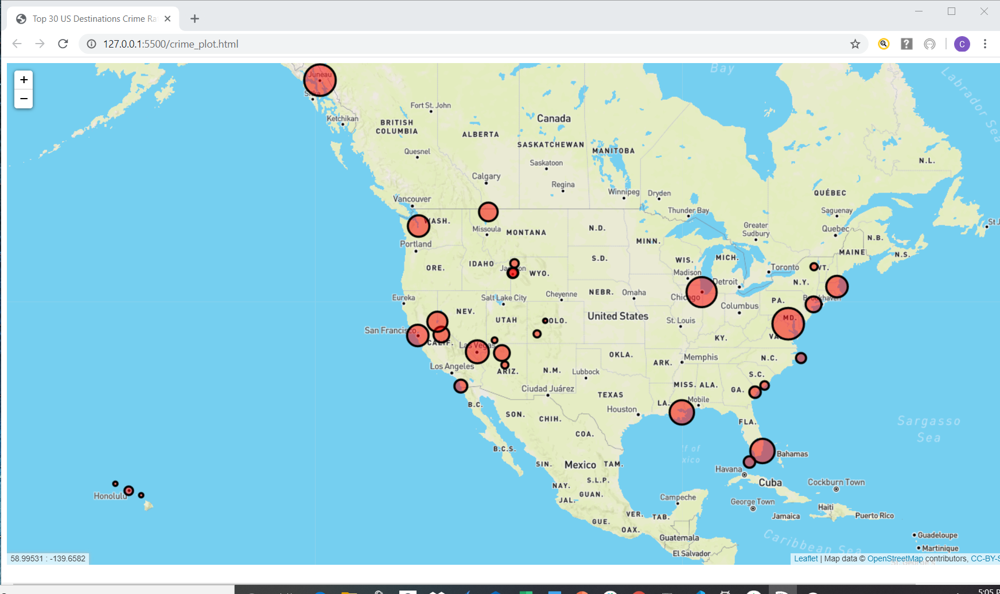 Top 30 US Destinations Crime Ra
127.0.0.1:5500/crime_plot.html
C
+
−
Juneau
Ketchikan
Fort St. John
BRITISH
COLUMBIA
ALBERTA
Canada
SASKATCHEWAN
MANITOBA
Bay
Labrador Sea
Quesnel
Saskatoon
Calgary
Regina
Winnipeg
Dryden
N.L.
QUÉBEC
Vancouver
Thunder Bay
Saguenay
WASH.
Missoula
MONTANA
N.D.
Greater
Sudbury
Quebec
St J
N.B.
Portland
MINN.
MAINE
N.S.
ORE.
IDAHO
WYO.
S.D.
WIS.
MICH.
Toronto
VT.
Madison
Detroit
N.Y.
Eureka
Salt Lake City
Cheyenne
NEBR.
Omaha
Chicago
Columbus
PA.
NEV.
UTAH
COLO.
United States
St. Louis
MD.
San Francisco
CALIF.
Las Vegas
KY.
Los Angeles
ARIZ.
N.M.
OKLA.
Lubbock
ARK.
Memphis
N.C.
S.C.
Ciudad Juárez
TEXAS
MISS.
ALA.
GA.
B.C.
SON.
CHIH.
Houston
LA.
Mobile
FLA.
Sargasso
Sea
COA.
B.C.S.
SIN.
Mexico
TAM.
Bahamas
Havana
Cuba
Cockburn Town
S.L.P.
NAY.
GUAN.
JAL.
Honolulu
Campeche
George Town
Haiti
Jamaica
Puerto Rico
VER.
TAB.
GUE.
OAX.
Guatemala
El Salvador
Caribbean Sea
Guadeloupe
Martinique
58.99531 : -139.6582
Leaflet | Map data © OpenStreetMap contributors, CC-BY-S
5:05 P